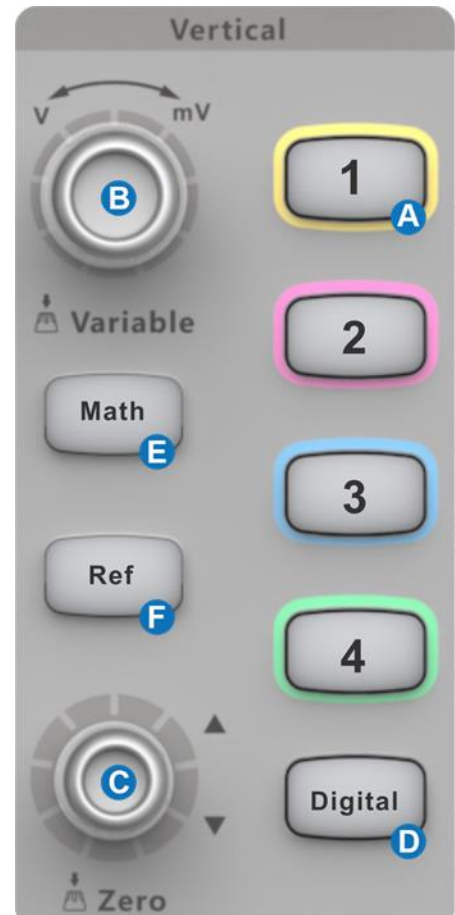 Vertical
V mV
B
1
A
Variable
2
Math
E
3
Ref
F
4
C
Digital
D
Zero